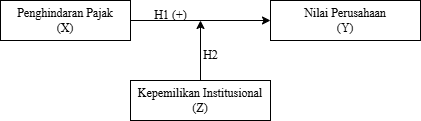 Penghindaran Pajak
(X)
H1 (+)
Nilai Perusahaan
(Y)
H2
Kepemilikan Institusional
(Z)